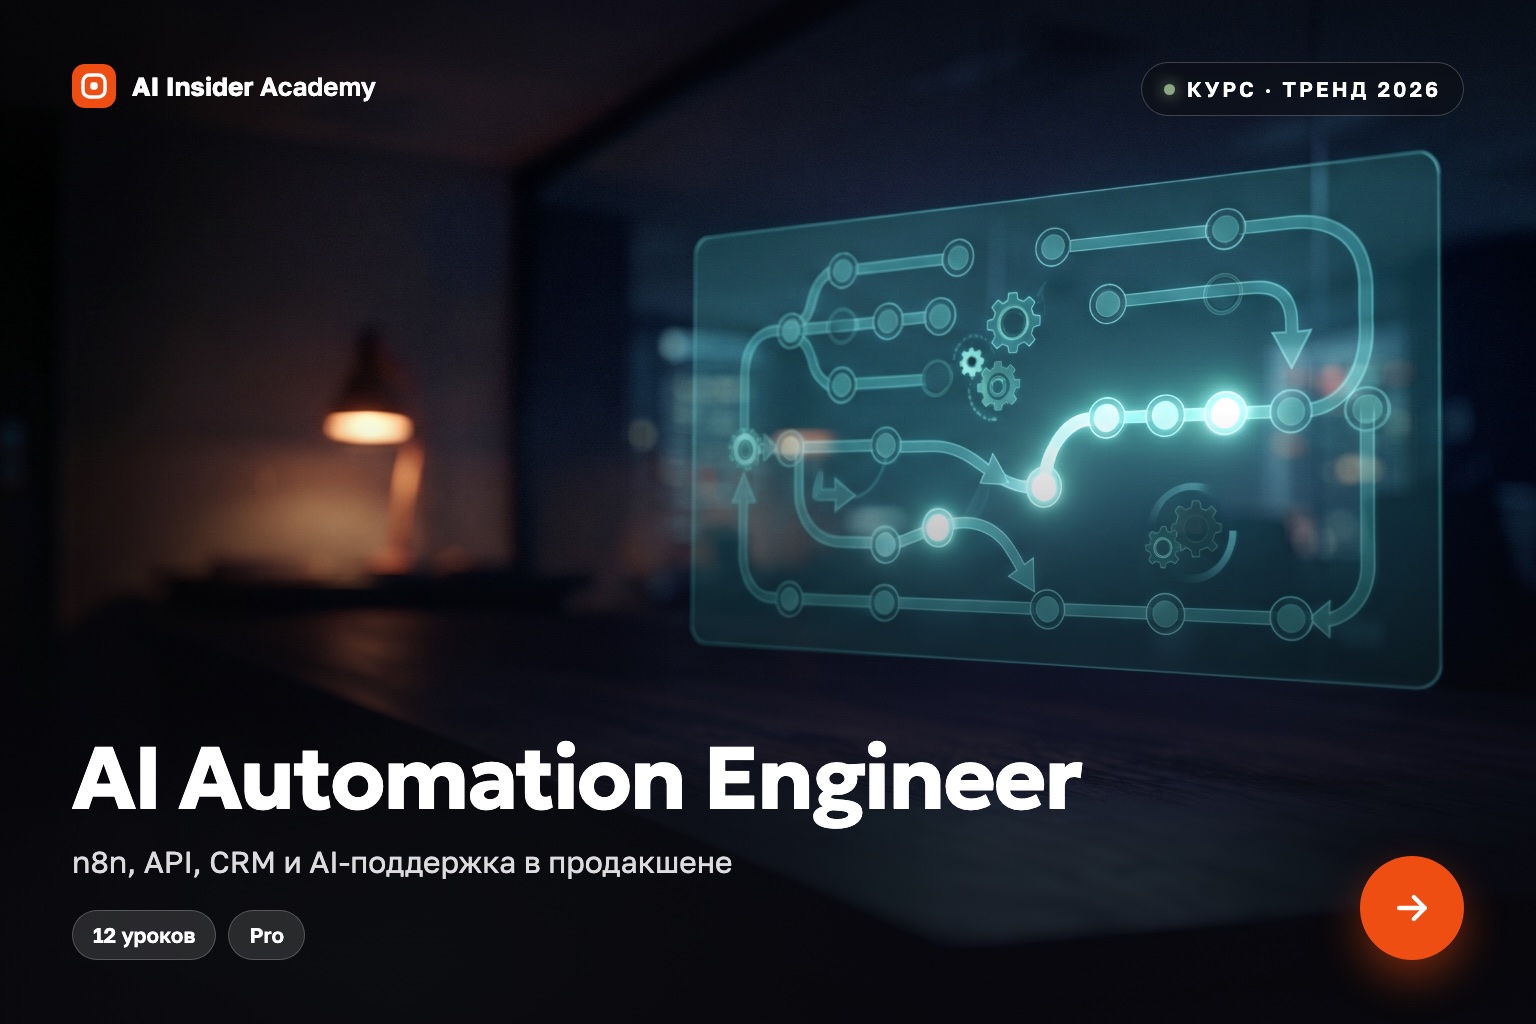 AI Insider Academy
КУРС · ТРЕНД 2026
AI Automation Engineer
n8n, API, CRM и AI-поддержка в продакшене
12 уроков
Pro